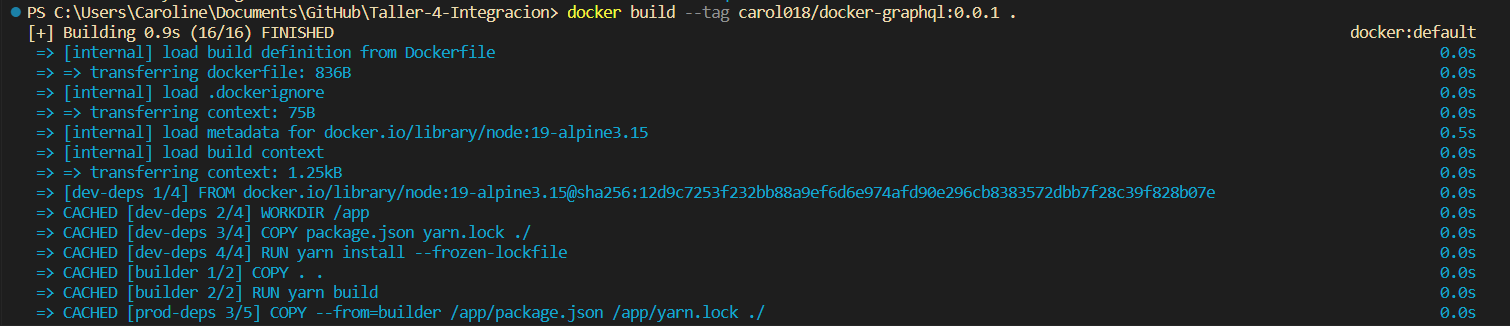 PS C:\Users\Caroline\Documents\GitHub\Taller-4-Integracion> docker build --tag carol018/docker-graphql:0.0.1 .
[+] Building 0.9s (16/16) FINISHED docker:default
=> [internal] load build definition from Dockerfile 0.0s
=> => transferring dockerfile: 836B 0.0s
=> [internal] load .dockerignore 0.0s
=> => transferring context: 75B 0.0s
=> [internal] load metadata for docker.io/library/node:19-alpine3.15 0.5s
=> [internal] load build context 0.0s
=> => transferring context: 1.25kB 0.0s
=> [dev-deps 1/4] FROM docker.io/library/node:19-alpine3.15@sha256:12d9c7253f232bb88a9ef6d6e974afd90e296cb8383572dbb7f28c39f828b07e 0.0s
=> CACHED [dev-deps 2/4] WORKDIR /app 0.0s
=> CACHED [dev-deps 3/4] COPY package.json yarn.lock ./ 0.0s
=> CACHED [dev-deps 4/4] RUN yarn install --frozen-lockfile 0.0s
=> CACHED [builder 1/2] COPY . . 0.0s
=> CACHED [builder 2/2] RUN yarn build 0.0s
=> CACHED [prod-deps 3/5] COPY --from=builder /app/package.json /app/yarn.lock ./ 0.0s